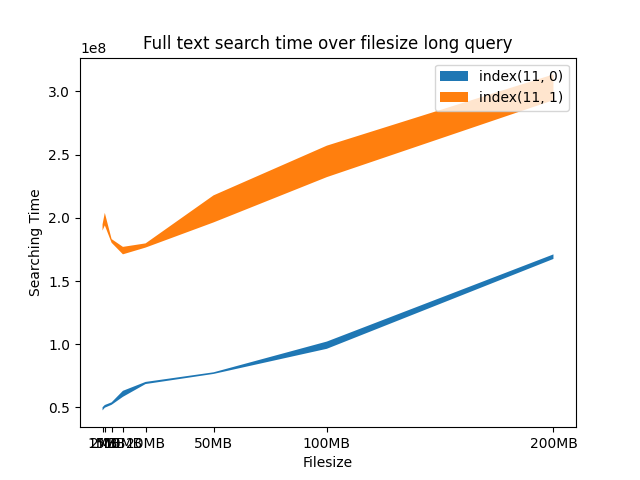 Full text search time over filesize long query
1e8
index(11, 0)
index(11, 1)
3.0
2.5
2.0
1.5
1.0
0.5
Searching Time
20MB
50MB
100MB
200MB
Filesize